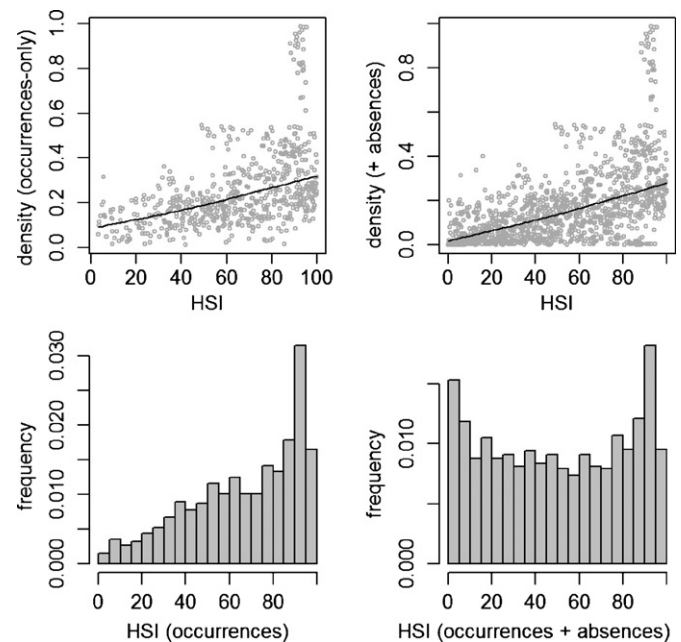 density (occurrences-only)
0.0 0.2 0.4 0.6 0.8 1.0
0 20 40 60 80 100
HSI
density (+ absences)
0.0 0.4 0.8
0 20 40 60 80
HSI
frequency
0.000 0.010 0.020 0.030
0 20 40 60 80
HSI (occurrences)
frequency
0.000 0.010
0 20 40 60 80
HSI (occurrences + absences)